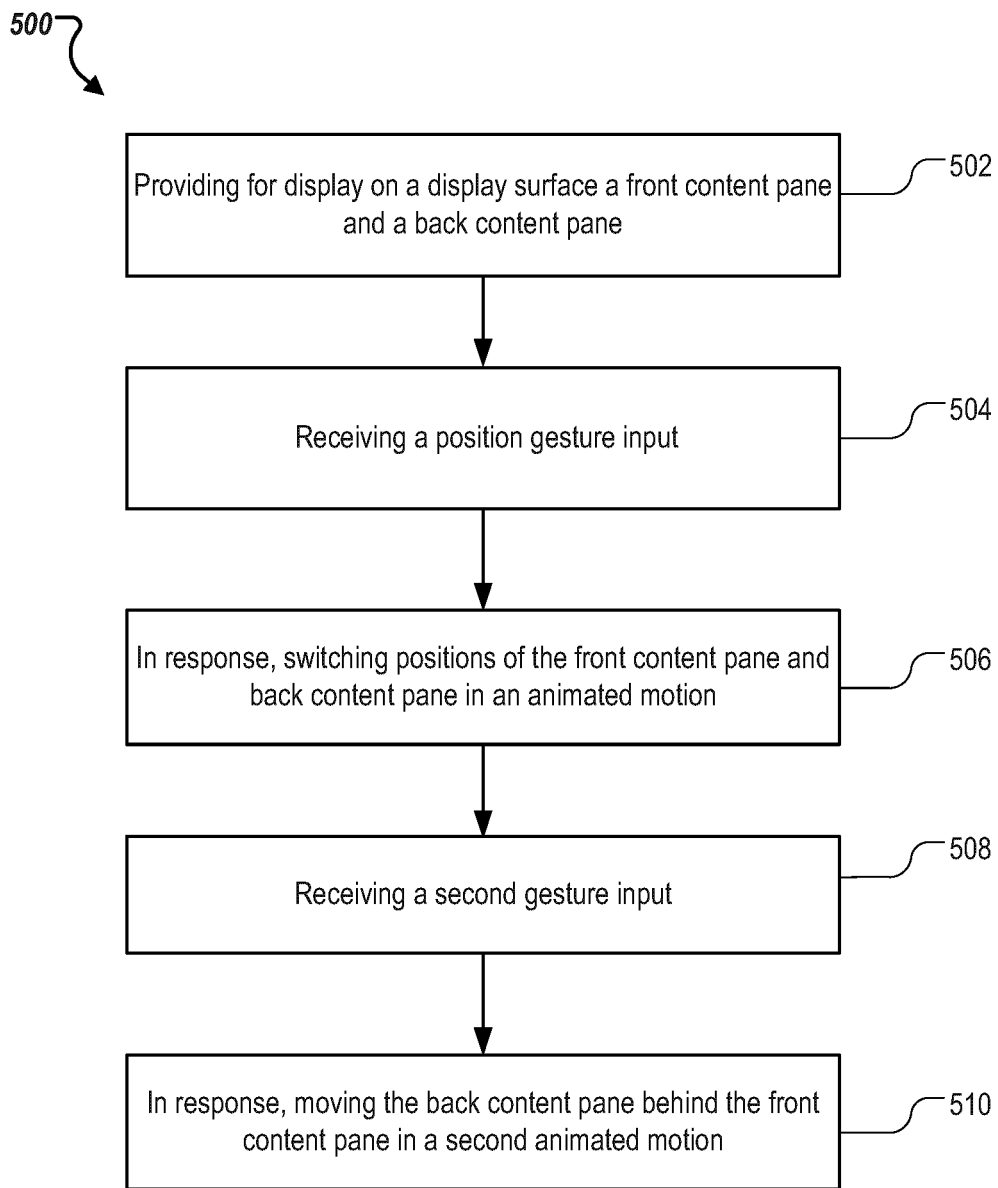 500
Providing for display on a display surface a front content pane
and a back content pane
502
Receiving a position gesture input
504
In response, switching positions of the front content pane and
back content pane in an animated motion
506
Receiving a second gesture input
508
In response, moving the back content pane behind the front
content pane in a second animated motion
510